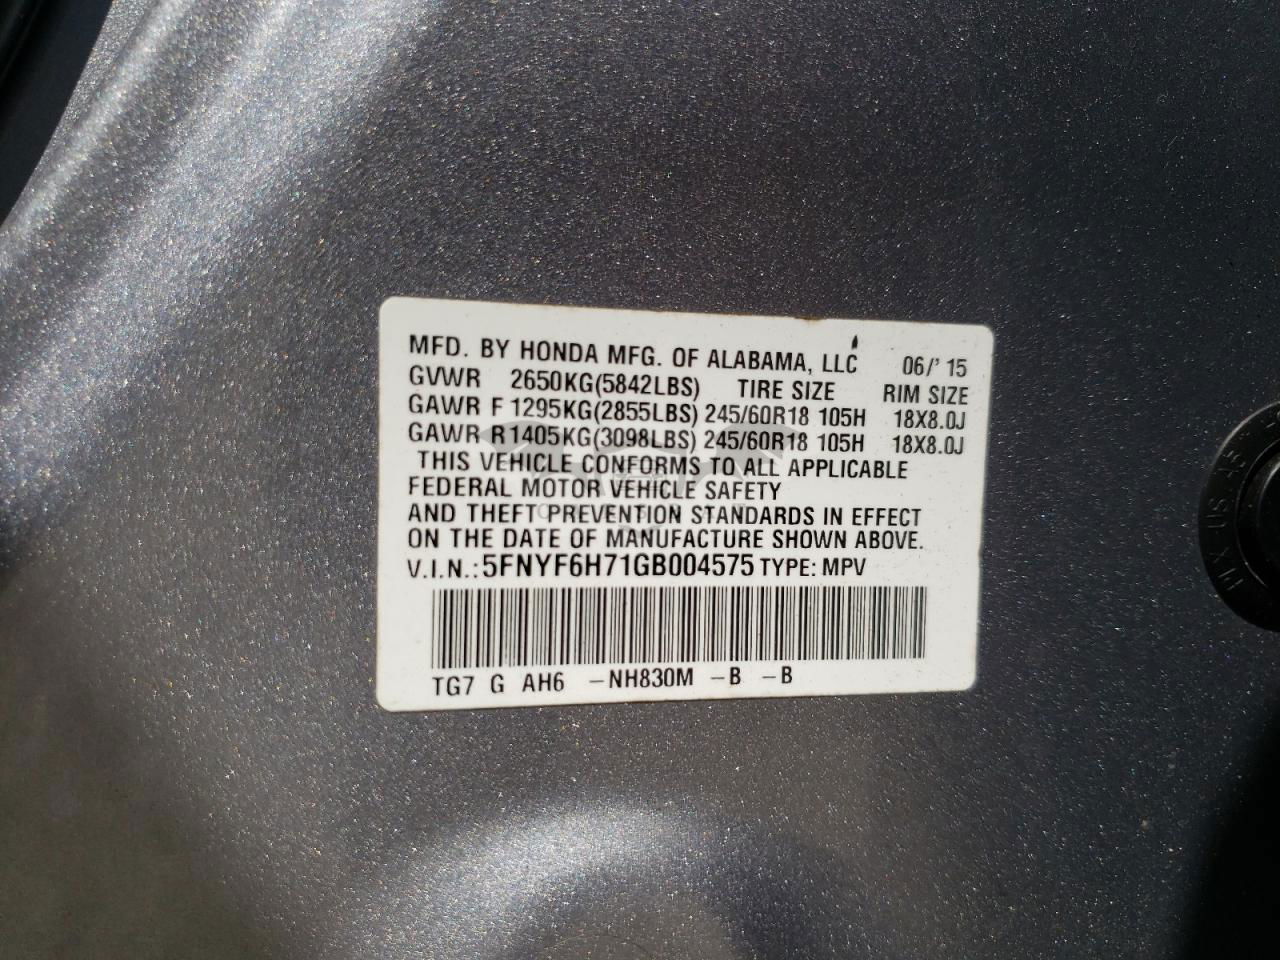 MFD. BY HONDA MFG. OF ALABAMA, LLC 06/' 15
GVWR 2650KG(5842LBS) TIRE SIZE RIM SIZE
GAWR F 1295KG(2855LBS) 245/60R18 105H 18X8.0J
GAWR R 1405KG(3098LBS) 245/60R18 105H 18X8.0J
THIS VEHICLE CONFORMS TO ALL APPLICABLE
FEDERAL MOTOR VEHICLE SAFETY
AND THEFT PREVENTION STANDARDS IN EFFECT
ON THE DATE OF MANUFACTURE SHOWN ABOVE.
V.I.N.: 5FNYF6H71GB004575 TYPE: MPV
TG7 G AH6 –NH830M –B –B